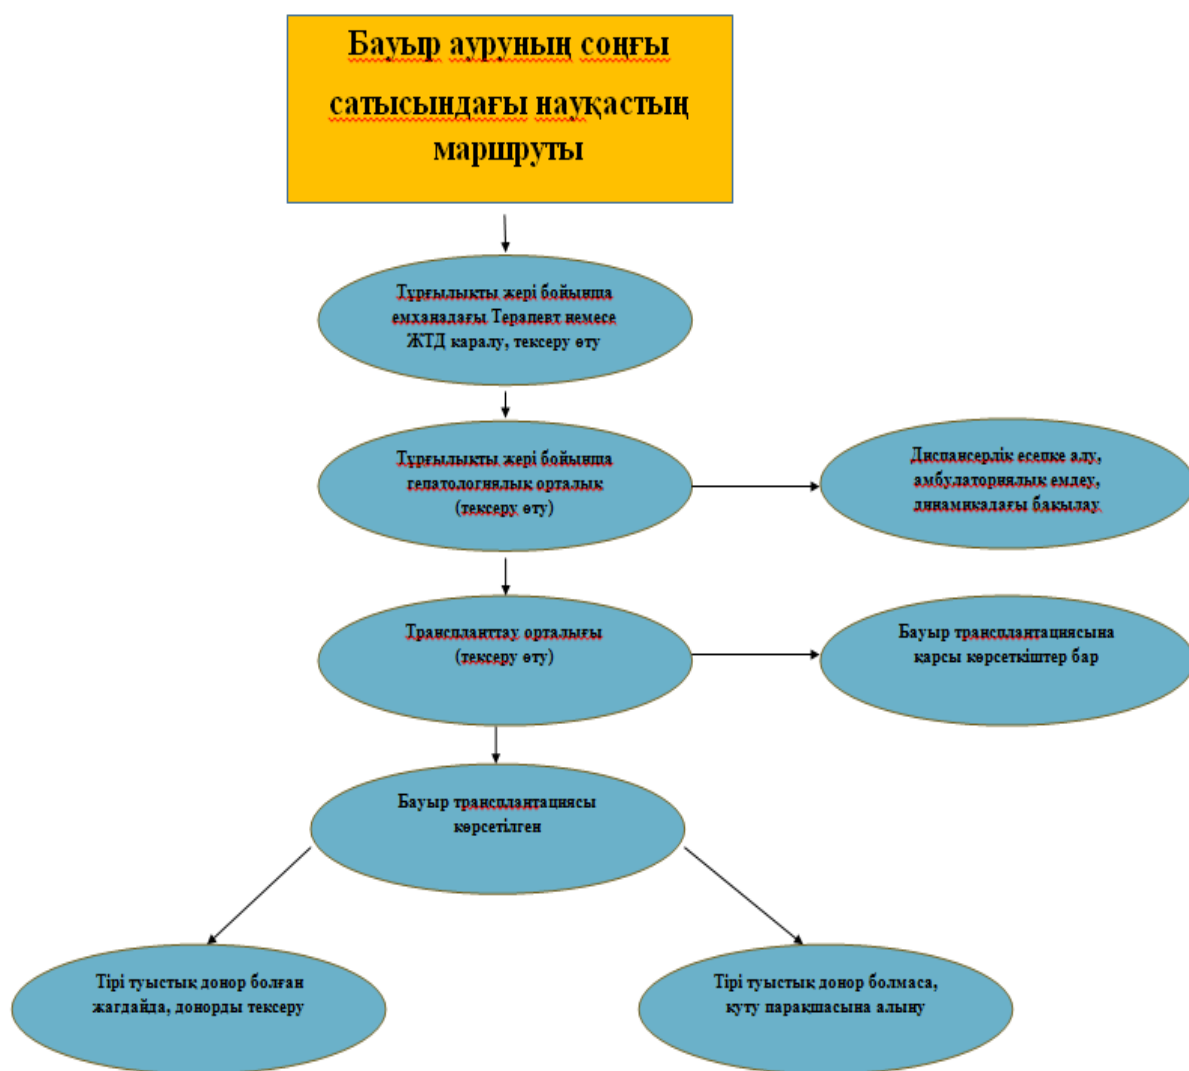 Бауыр ауруның соңғы
сатысындағы науқастың
маршруты
Тұрғылықты жері бойынша
емханадағы Терапевт немесе
ЖТД каралу, тексеру өту
Тұрғылықты жері бойынша
гепатологиялық орталық
(тексеру өту)
Диспансерлік есепке алу,
амбулаториялық емдеу,
динамикадағы бақылау
Трансплантау орталығы
(тексеру өту)
Бауыр трансплантациясына
қарсы көрсеткіштер бар
Бауыр трансплантациясы
көрсетілген
Тірі туыстық донор болған
жағдайда, донорды тексеру
Тірі туыстық донор болмаса,
күту парақшасына алыну